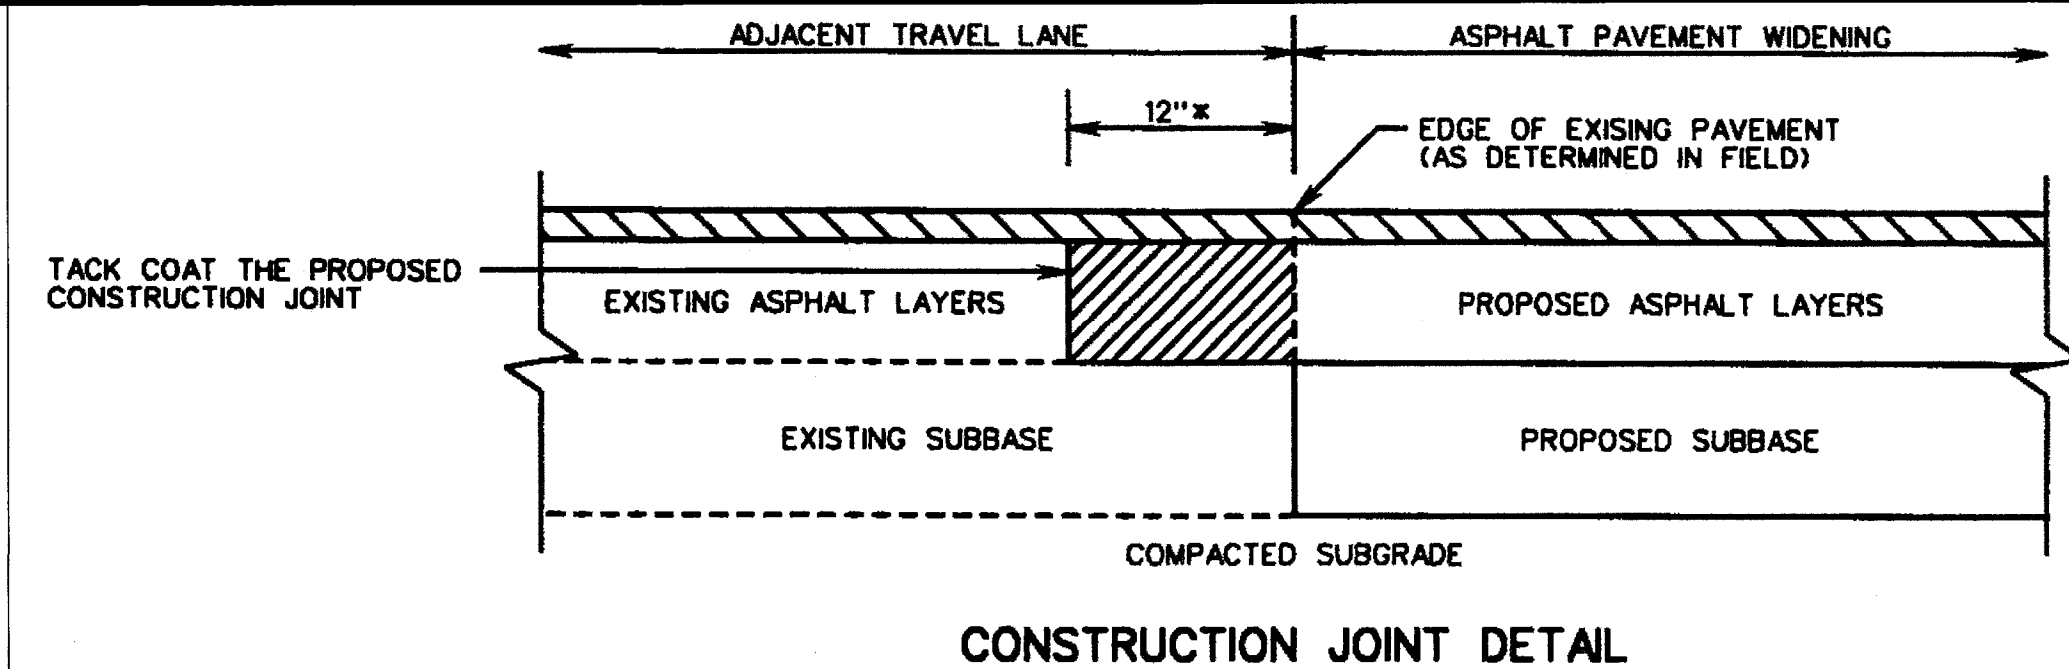 ADJACENT TRAVEL LANE
ASPHALT PAVEMENT WIDENING
12"*
EDGE OF EXISING PAVEMENT
(AS DETERMINED IN FIELD)
TACK COAT THE PROPOSED
CONSTRUCTION JOINT
EXISTING ASPHALT LAYERS
PROPOSED ASPHALT LAYERS
EXISTING SUBBASE
PROPOSED SUBBASE
COMPACTED SUBGRADE
CONSTRUCTION JOINT DETAIL